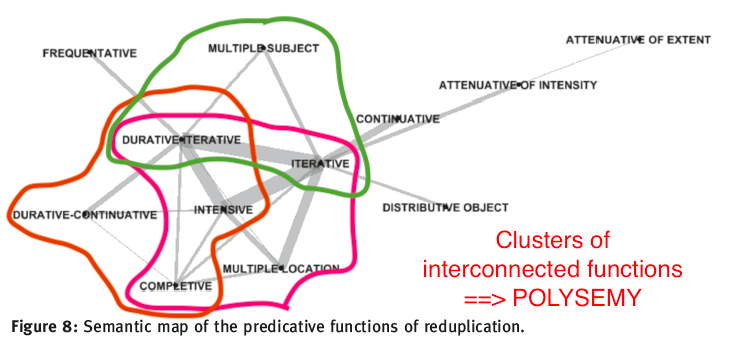 ATTENUATIVE OF EXTENT
FREQUENTATIVE
MULTIPLE SUBJECT
ATTENUATIVE OF INTENSITY
CONTINUATIVE
DURATIVE-ITERATIVE
ITERATIVE
DURATIVE-CONTINUATIVE
INTENSIVE
DISTRIBUTIVE OBJECT
MULTIPLE LOCATION
COMPLETIVE
Clusters of
interconnected functions
==> POLYSEMY
Figure 8: Semantic map of the predicative functions of reduplication.